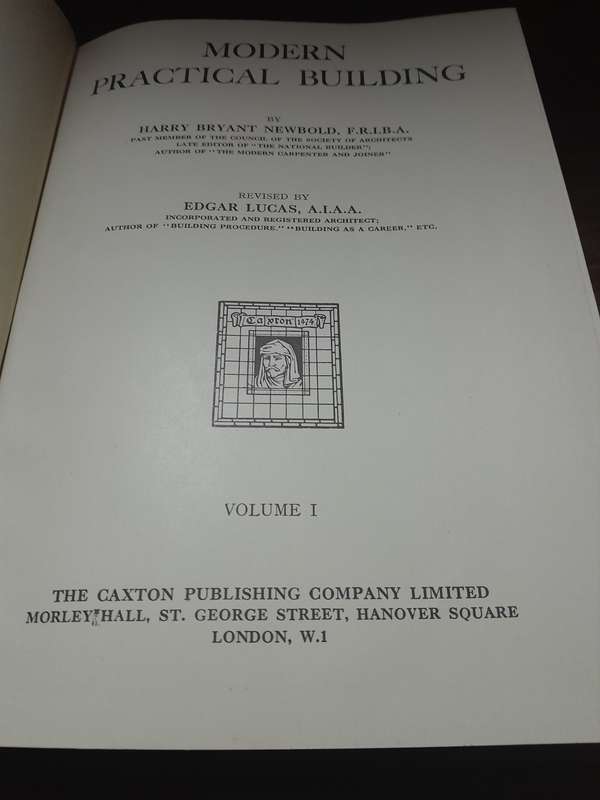 MODERN
PRACTICAL BUILDING
BY
HARRY BRYANT NEWBOLD, F.R.I.B.A.
PAST MEMBER OF THE COUNCIL OF THE SOCIETY OF ARCHITECTS
LATE EDITOR OF "THE NATIONAL BUILDER";
AUTHOR OF "THE MODERN CARPENTER AND JOINER"
REVISED BY
EDGAR LUCAS, A.I.A.A.
INCORPORATED AND REGISTERED ARCHITECT;
AUTHOR OF "BUILDING PROCEDURE," "BUILDING AS A CAREER," ETC.
Caxton 1474
VOLUME I
THE CAXTON PUBLISHING COMPANY LIMITED
MORLEY HALL, ST. GEORGE STREET, HANOVER SQUARE
LONDON, W.1